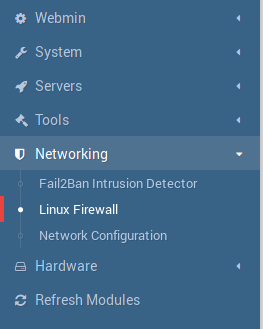 Webmin
System
Servers
Tools
Networking
Fail2Ban Intrusion Detector
Linux Firewall
Network Configuration
Hardware
Refresh Modules